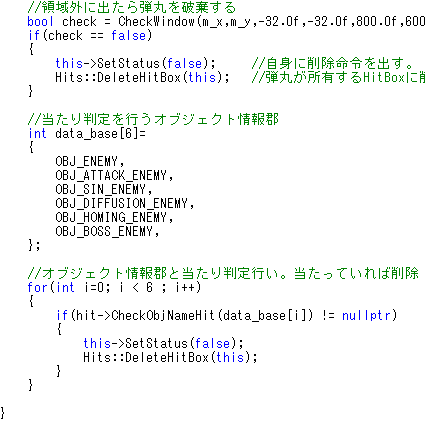 //領域外に出たら弾丸を破棄する
bool check = CheckWindow(m_x,m_y,-32.0f,-32.0f,800.0f,600
if(check == false)
{
this->SetStatus(false); //自身に削除命令を出す。
Hits::DeleteHitBox(this); //弾丸が所有するHitBoxに削
}
//当たり判定を行うオブジェクト情報郡
int data_base[6]=
{
OBJ_ENEMY,
OBJ_ATTACK_ENEMY,
OBJ_SIN_ENEMY,
OBJ_DIFFUSION_ENEMY,
OBJ_HOMING_ENEMY,
OBJ_BOSS_ENEMY,
};
//オブジェクト情報郡と当たり判定行い。当たっていれば削除
for(int i=0; i < 6 ; i++)
{
if(hit->CheckObjNameHit(data_base[i]) != nullptr)
{
this->SetStatus(false);
Hits::DeleteHitBox(this);
}
}
}